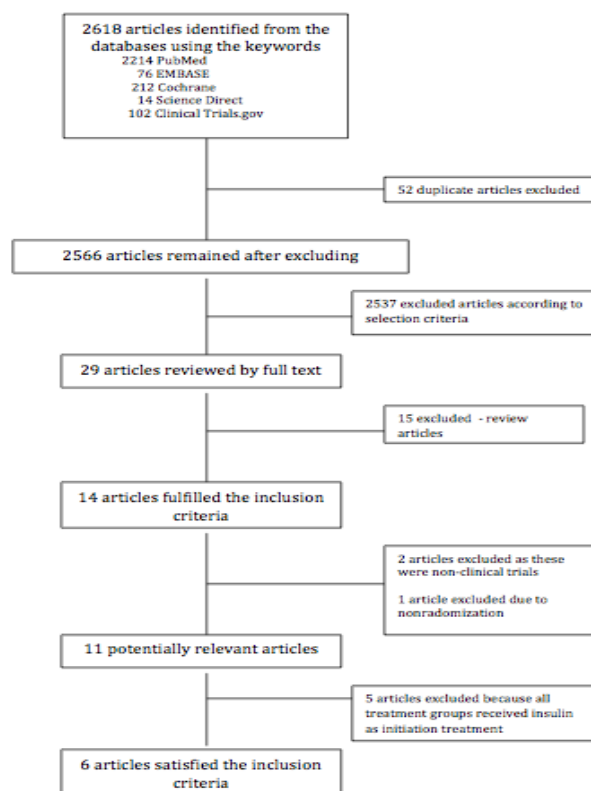 2618 articles identified from the
databases using the keywords
2214 PubMed
76 EMBASE
212 Cochrane
14 Science Direct
102 Clinical Trials.gov
52 duplicate articles excluded
2566 articles remained after excluding
2537 excluded articles according to
selection criteria
29 articles reviewed by full text
15 excluded - review
articles
14 articles fulfilled the inclusion
criteria
2 articles excluded as these
were non-clinical trials
1 article excluded due to
nonradomization
11 potentially relevant articles
5 articles excluded because all
treatment groups received insulin
as initiation treatment
6 articles satisfied the inclusion
criteria